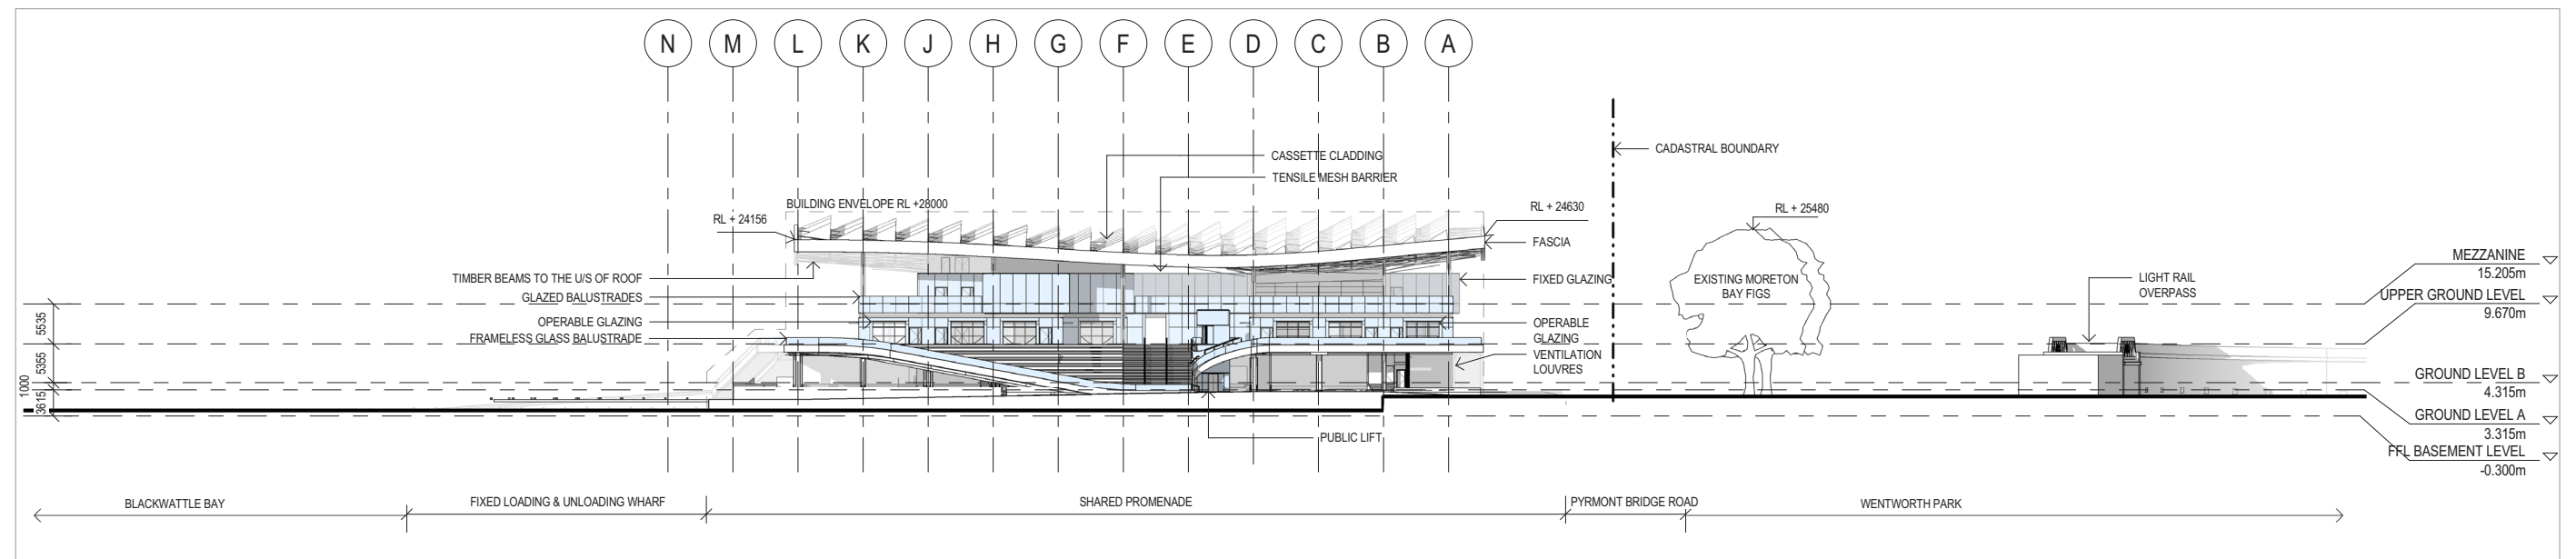 N M L K J H G F E D C B A
CASSETTE CLADDING
CADASTRAL BOUNDARY
TENSILE MESH BARRIER
BUILDING ENVELOPE RL +28000
RL + 24156
RL + 24630
RL + 25480
FASCIA
TIMBER BEAMS TO THE U/S OF ROOF
FIXED GLAZING
GLAZED BALUSTRADES
OPERABLE GLAZING
FRAMELESS GLASS BALUSTRADE
OPERABLE
GLAZING
VENTILATION
LOUVRES
EXISTING MORETON
BAY FIGS
LIGHT RAIL
OVERPASS
MEZZANINE
15.205m
UPPER GROUND LEVEL
9.670m
GROUND LEVEL B
4.315m
GROUND LEVEL A
3.315m
FFL BASEMENT LEVEL
-0.300m
5535
5355
1000
3615
PUBLIC LIFT
BLACKWATTLE BAY
FIXED LOADING & UNLOADING WHARF
SHARED PROMENADE
PYRMONT BRIDGE ROAD
WENTWORTH PARK